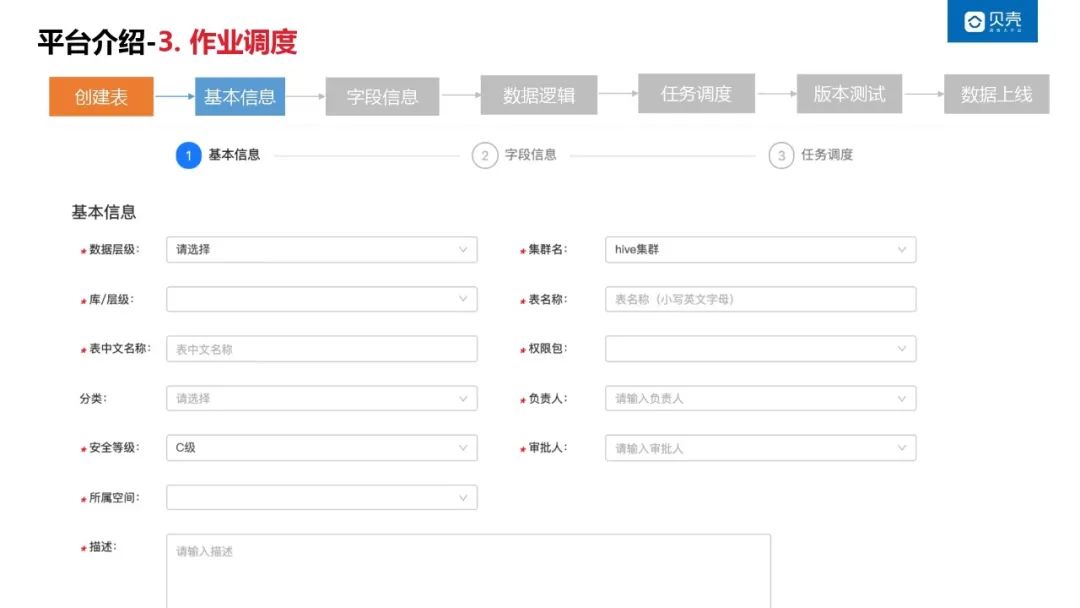 贝壳
平台介绍-3. 作业调度
创建表 基本信息 字段信息 数据逻辑 任务调度 版本测试 数据上线
1 基本信息 2 字段信息 3 任务调度
基本信息
*数据层级: 请选择 *集群名: hive集群
*库/层级: *表名称: 表名称（小写英文字母）
*表中文名称: 表中文名称 *权限包:
分类: 请选择 *负责人: 请输入负责人
*安全等级: C级 *审批人: 请输入审批人
*所属空间:
*描述: 请输入描述